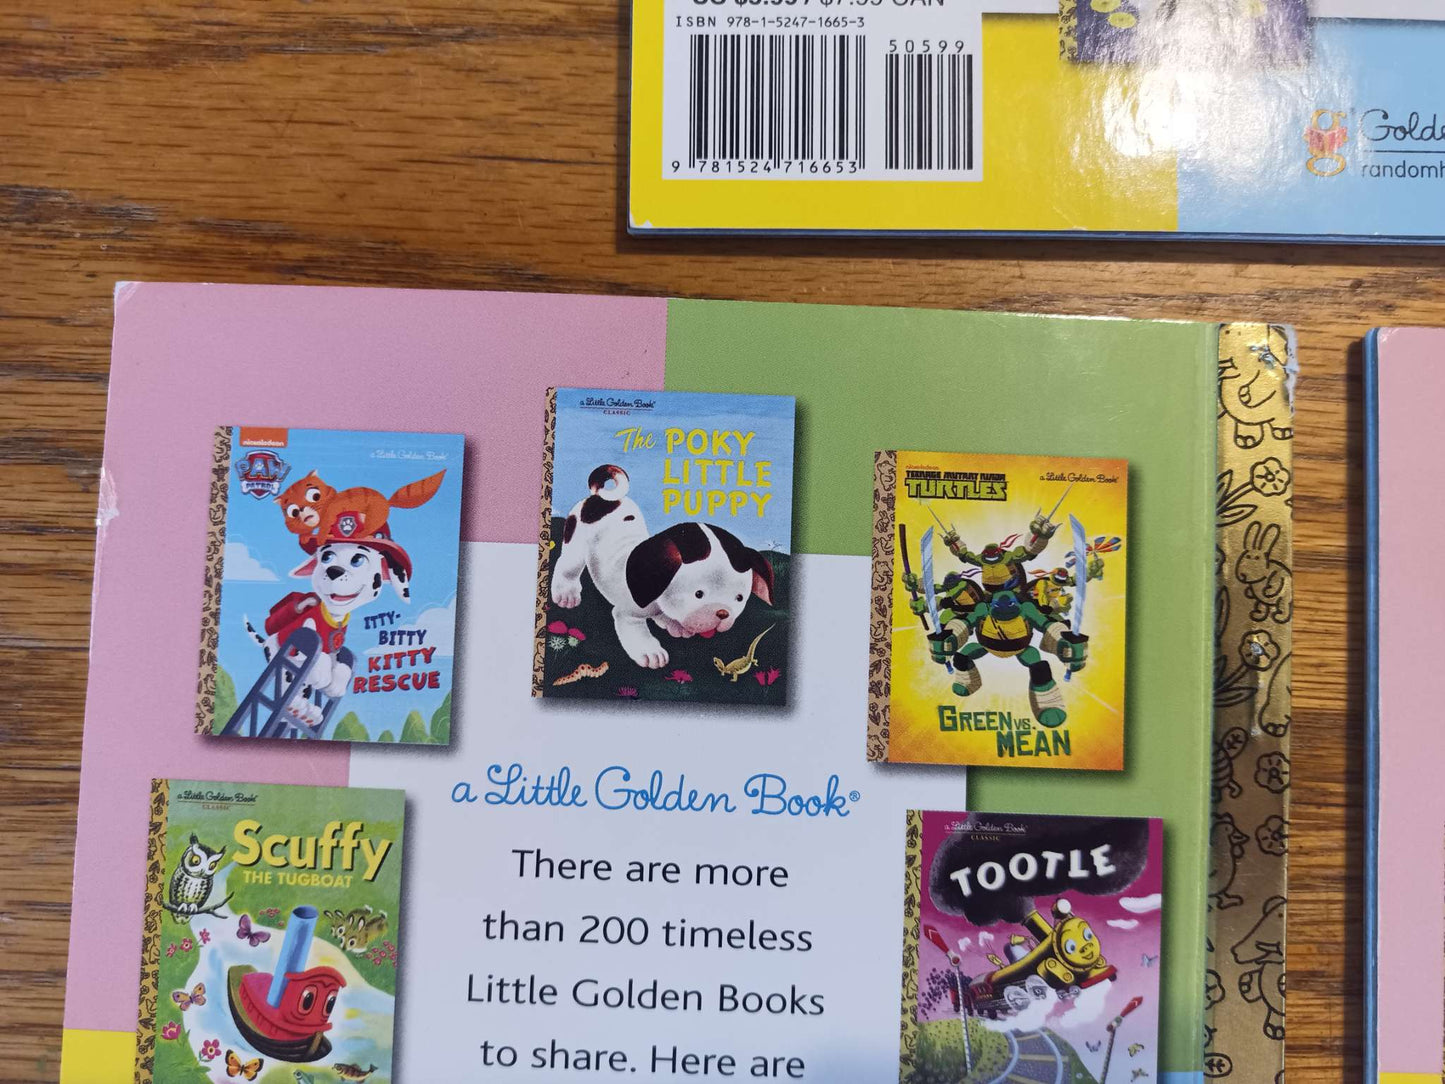 ISBN 978-1-5247-1665-3
50599
9 781524 716653
Golde
randomh
nickelodeon
PAW
PATROL
a Little Golden Book®
ITTY-
BITTY
KITTY
RESCUE
a Little Golden Book®
CLASSIC
The POKY
LITTLE
PUPPY
nickelodeon
TEENAGE MUTANT NINJA
TURTLES
a Little Golden Book®
GREEN VS.
MEAN
a Little Golden Book®
a Little Golden Book®
CLASSIC
Scuffy
THE TUGBOAT
a Little Golden Book®
CLASSIC
TOOTLE
There are more
than 200 timeless
Little Golden Books
to share. Here are